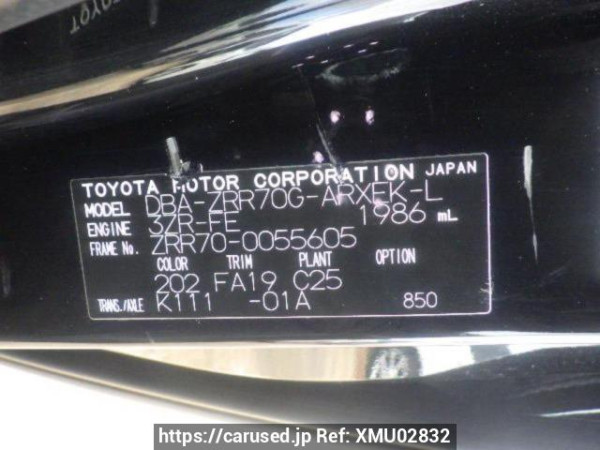 TOYOTA MOTOR CORPORATION JAPAN
MODEL DBA-ZRR70G-ARXEK-L
ENGINE 3ZR-FE 1986 mL
FRAME No. ZRR70-0055605
COLOR TRIM PLANT OPTION
202 FA19 C25
TRANS./AXLE K111 -01A 850
https://carused.jp Ref: XMU02832